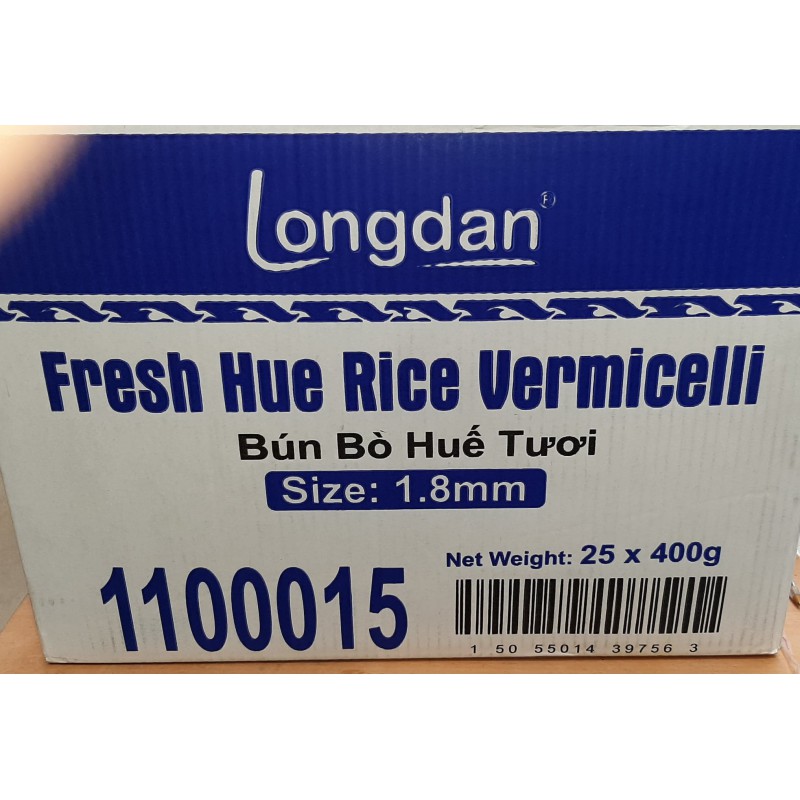 Longdan®
Fresh Hue Rice Vermicelli
Bún Bò Huế Tươi
Size: 1.8mm
Net Weight: 25 x 400g
1100015
1 50 55014 39756 3